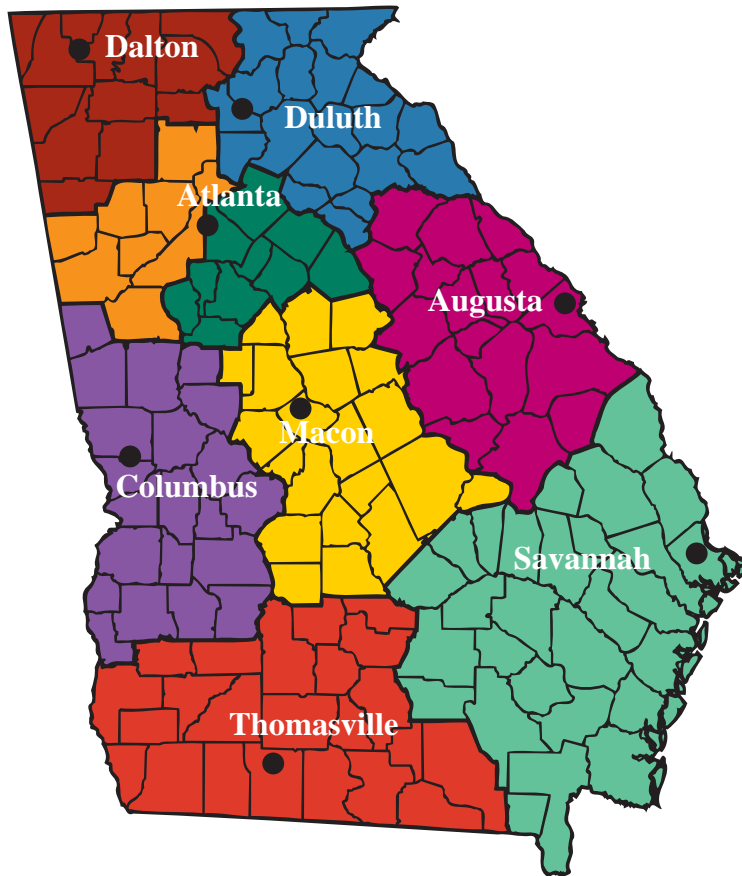 Dalton
Duluth
Atlanta
Augusta
Macon
Columbus
Savannah
Thomasville